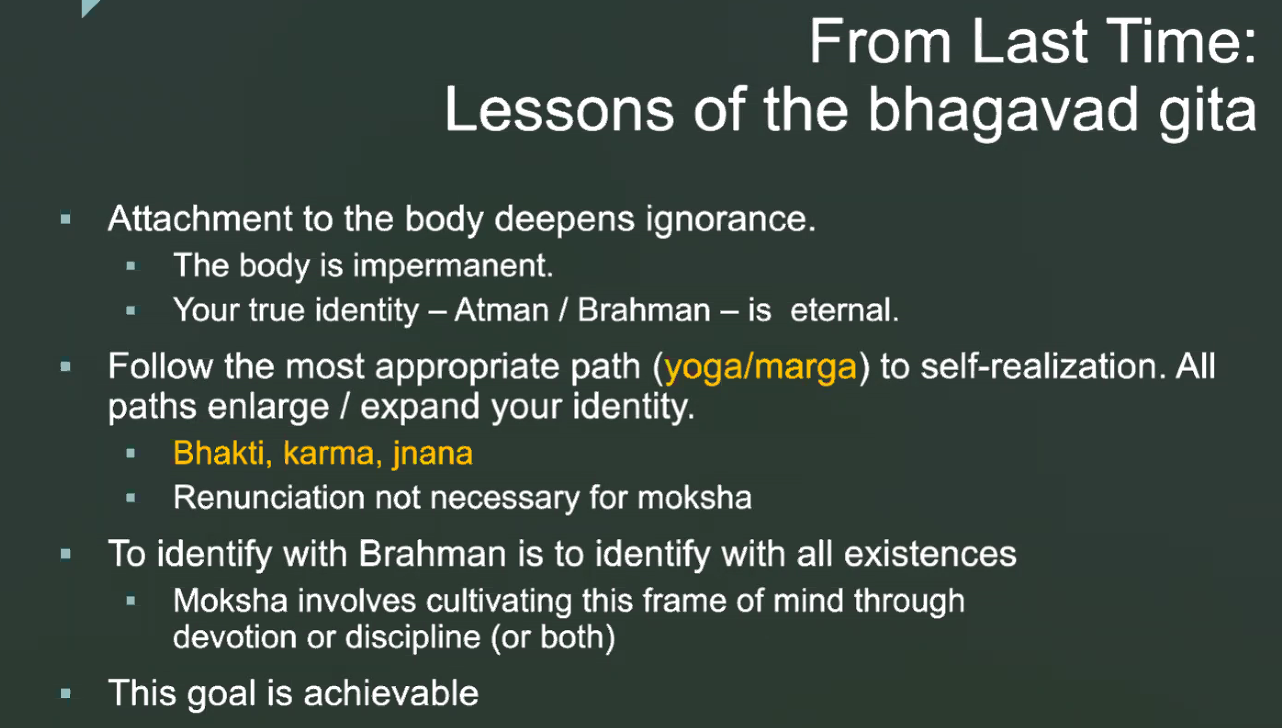 From Last Time:
Lessons of the bhagavad gita
▪ Attachment to the body deepens ignorance.
▪ The body is impermanent.
▪ Your true identity – Atman / Brahman – is  eternal.
▪ Follow the most appropriate path (yoga/marga) to self-realization. All
paths enlarge / expand your identity.
▪ Bhakti, karma, jnana
▪ Renunciation not necessary for moksha
▪ To identify with Brahman is to identify with all existences
▪ Moksha involves cultivating this frame of mind through
devotion or discipline (or both)
▪ This goal is achievable